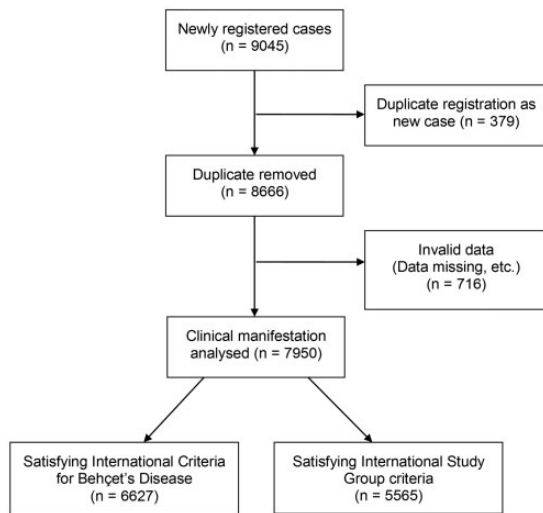 Newly registered cases
(n = 9045)
Duplicate registration as
new case (n = 379)
Duplicate removed
(n = 8666)
Invalid data
(Data missing, etc.)
(n = 716)
Clinical manifestation
analysed (n = 7950)
Satisfying International Criteria
for Behçet's Disease
(n = 6627)
Satisfying International Study
Group criteria
(n = 5565)